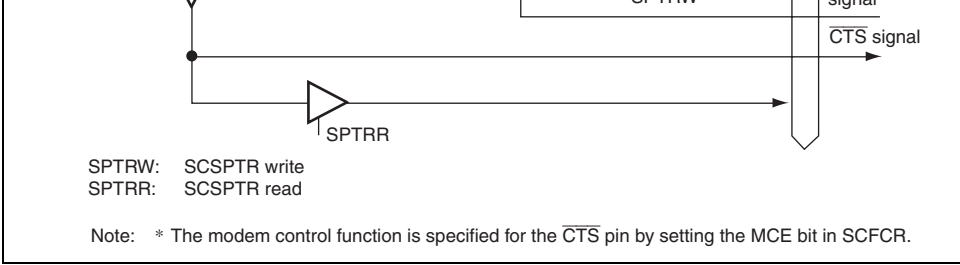 SPTRW
signal
CTS signal
SPTRR
SPTRW: SCSPTR write
SPTRR: SCSPTR read
Note: * The modem control function is specified for the CTS pin by setting the MCE bit in SCFCR.